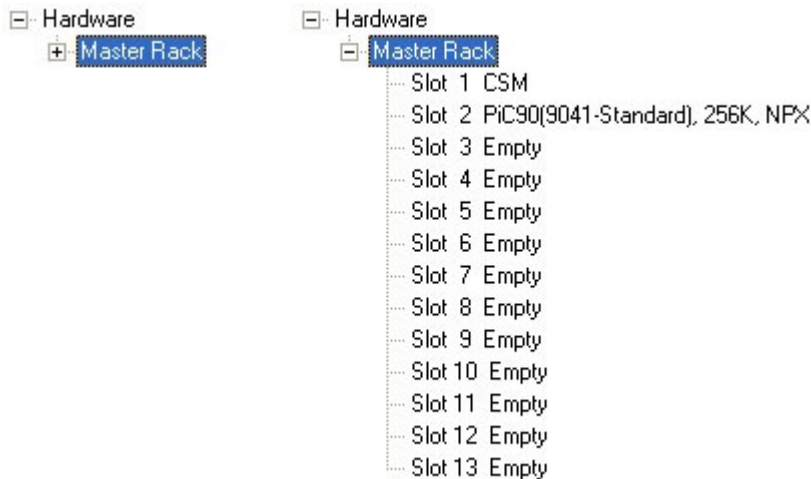 Hardware
Master Rack
Hardware
Master Rack
Slot 1 CSM
Slot 2 PiC90(9041-Standard), 256K, NPX
Slot 3 Empty
Slot 4 Empty
Slot 5 Empty
Slot 6 Empty
Slot 7 Empty
Slot 8 Empty
Slot 9 Empty
Slot 10 Empty
Slot 11 Empty
Slot 12 Empty
Slot 13 Empty